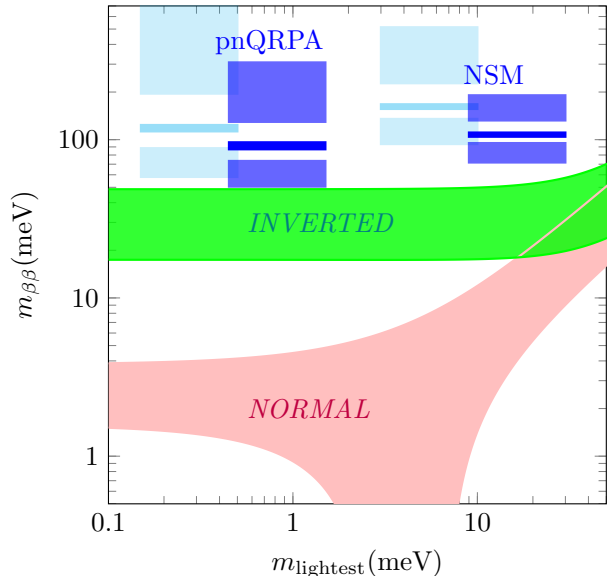 pnQRPA
NSM
100
INVERTED
10
NORMAL
1
0.1 1 10
m_ββ(meV)
m_lightest(meV)